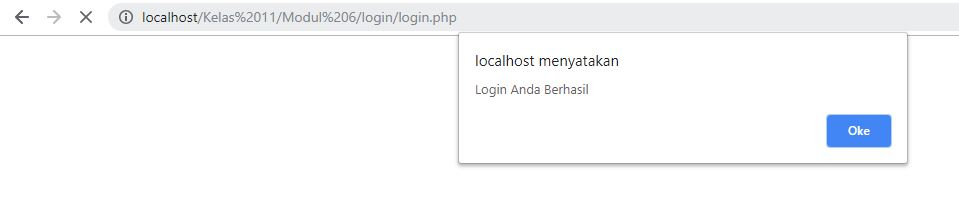 localhost/Kelas%2011/Modul%206/login/login.php
localhost menyatakan
Login Anda Berhasil
Oke